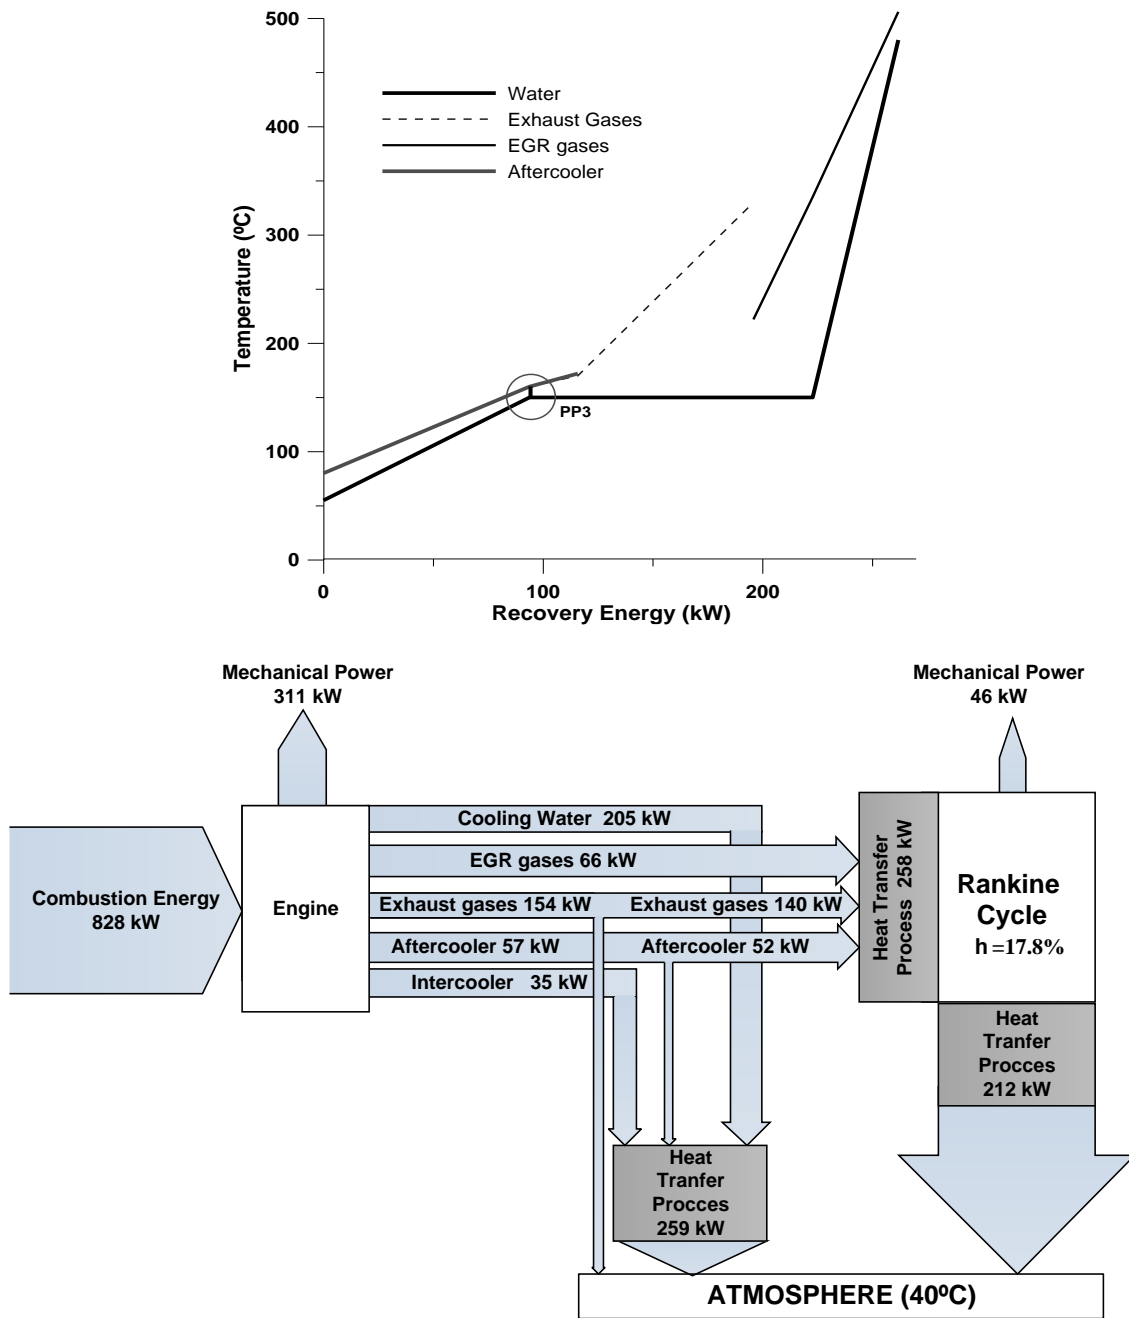 500
400
300
200
100
0
Temperature (ºC)
Water
Exhaust Gases
EGR gases
Aftercooler
PP3
0
100
200
Recovery Energy (kW)
Mechanical Power
311 kW
Mechanical Power
46 kW
Combustion Energy
828 kW
Engine
Cooling Water 205 kW
EGR gases 66 kW
Exhaust gases 154 kW
Exhaust gases 140 kW
Aftercooler 57 kW
Aftercooler 52 kW
Intercooler 35 kW
Heat Transfer
Process 258 kW
Rankine
Cycle
h =17.8%
Heat
Tranfer
Procces
212 kW
Heat
Tranfer
Procces
259 kW
ATMOSPHERE (40ºC)